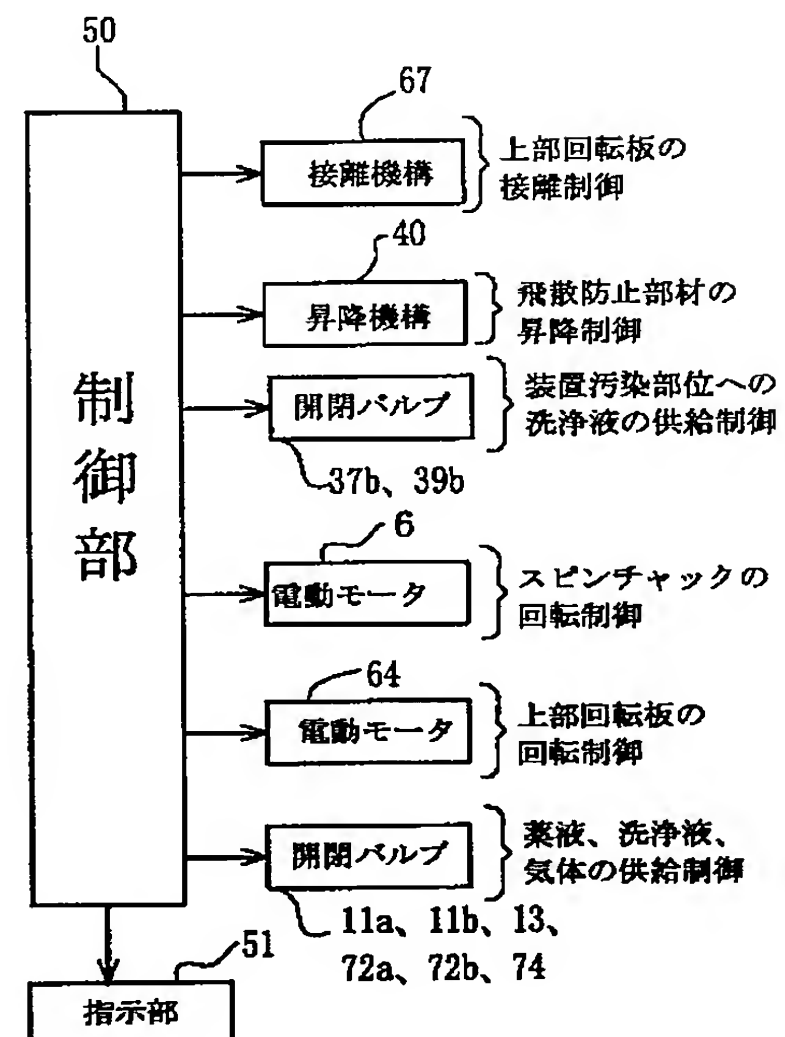 50
制御部
67
接離機構
上部回転板の
接離制御
40
昇降機構
飛散防止部材の
昇降制御
開閉バルブ
装置汚染部位への
洗浄液の供給制御
37b、39b
6
電動モータ
スピンチャックの
回転制御
64
電動モータ
上部回転板の
回転制御
開閉バルブ
薬液、洗浄液、
気体の供給制御
11a、11b、13、
72a、72b、74
51
指示部